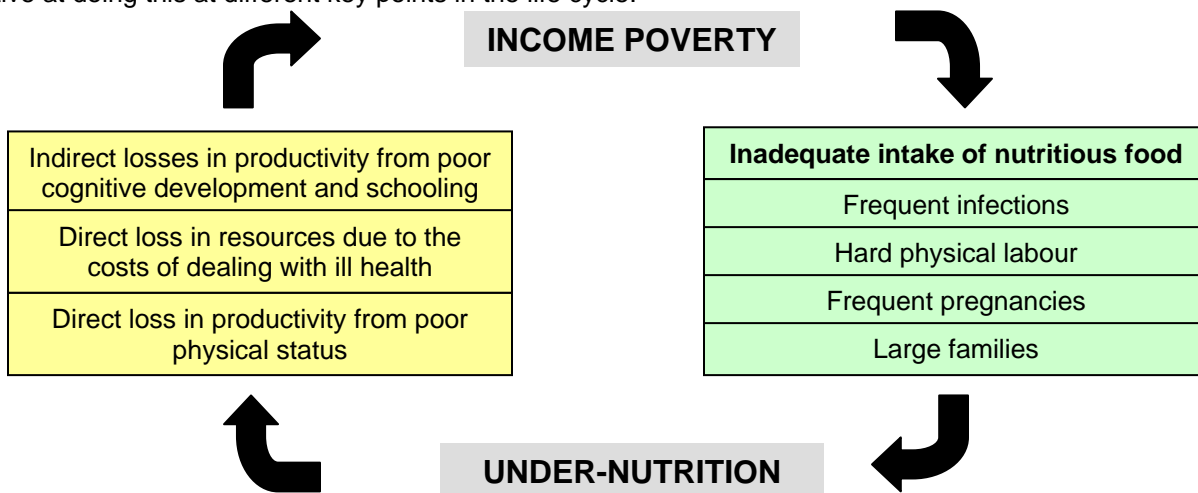 at doing this at different key points in the life cycle.
INCOME POVERTY
Indirect losses in productivity from poor
cognitive development and schooling
Direct loss in resources due to the
costs of dealing with ill health
Direct loss in productivity from poor
physical status
Inadequate intake of nutritious food
Frequent infections
Hard physical labour
Frequent pregnancies
Large families
UNDER-NUTRITION